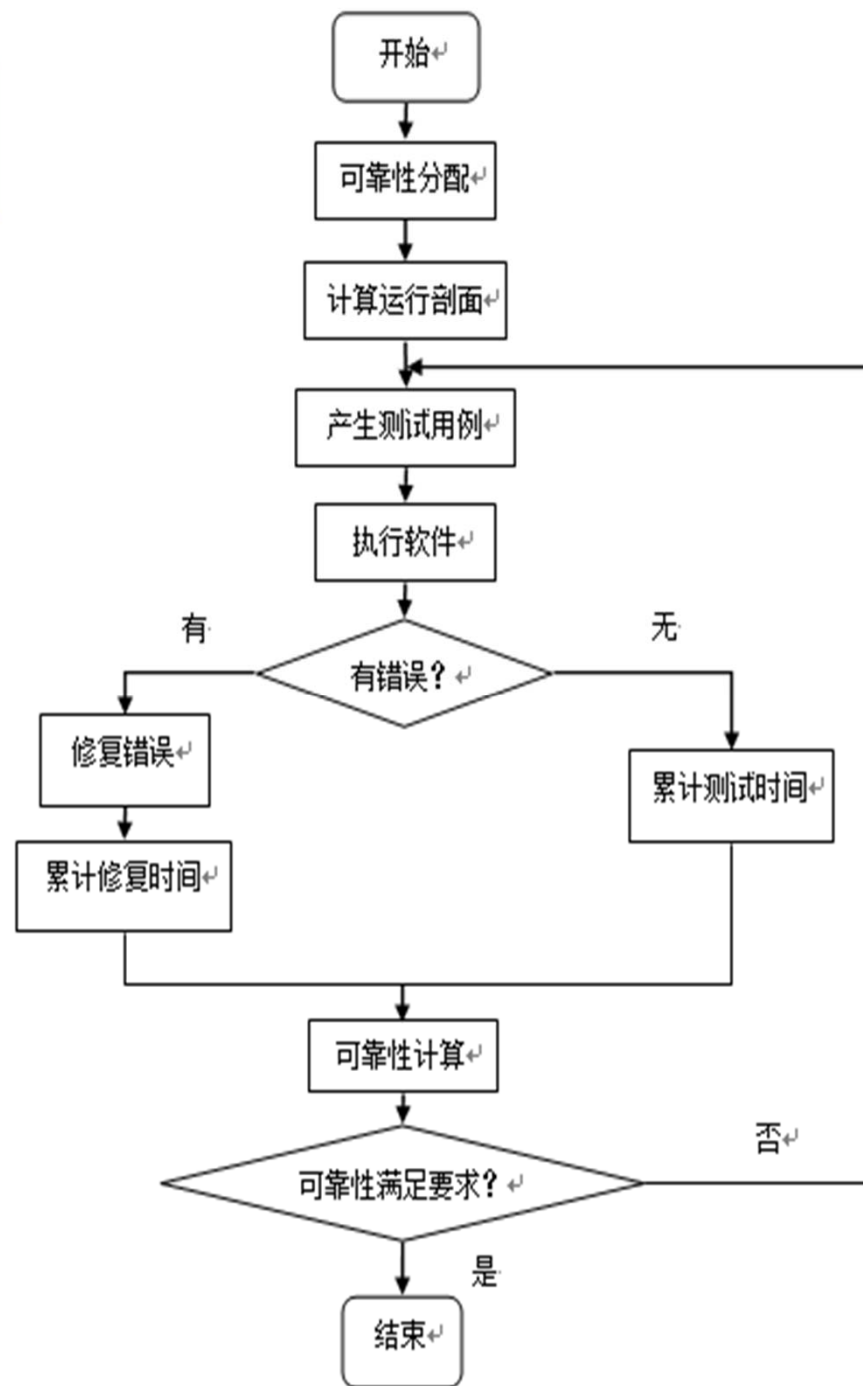 开始
可靠性分配
计算运行剖面
产生测试用例
执行软件
有
无
有错误？
修复错误
累计测试时间
累计修复时间
可靠性计算
否
可靠性满足要求？
是
结束